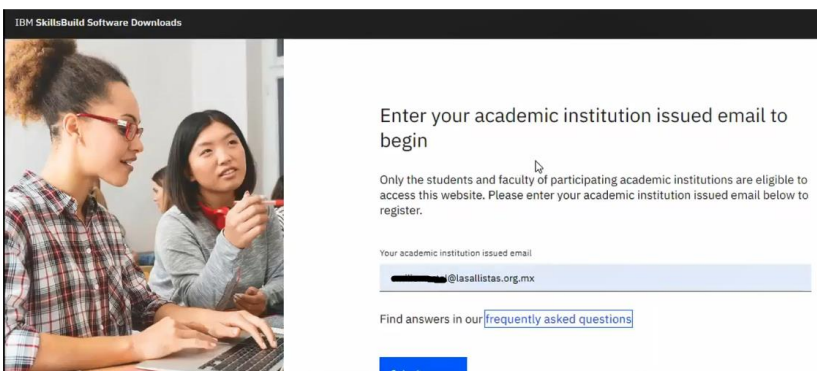 IBM SkillsBuild Software Downloads
Enter your academic institution issued email to
begin
Only the students and faculty of participating academic institutions are eligible to
access this website. Please enter your academic institution issued email below to
register.
Your academic institution issued email
@lasallistas.org.mx
Find answers in our frequently asked questions